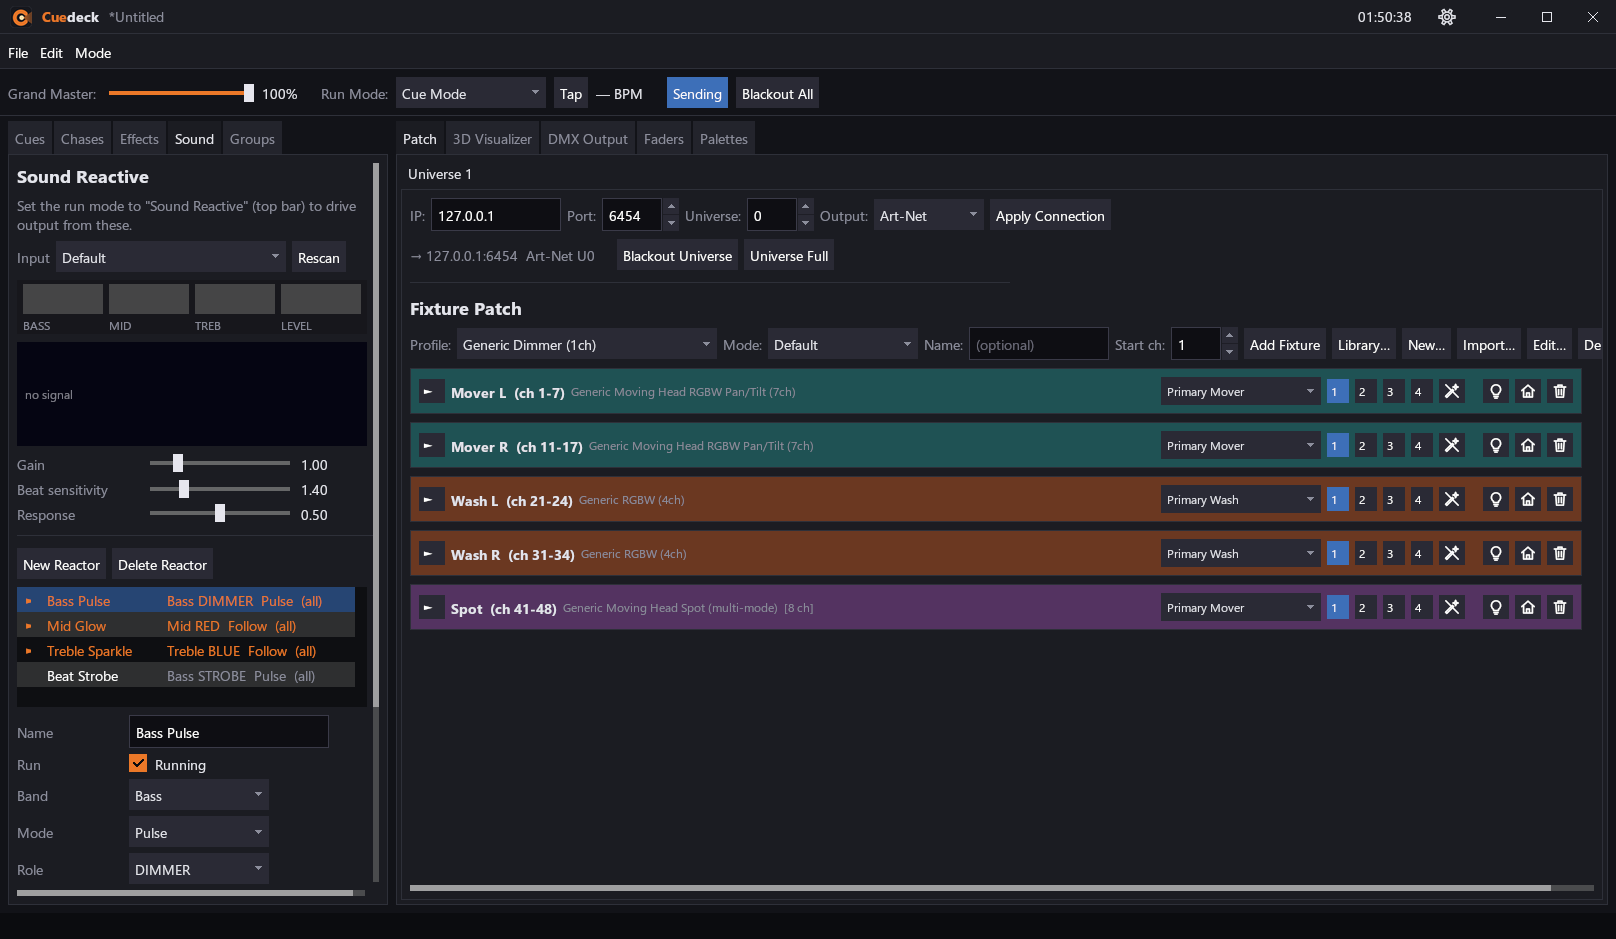 Cuedeck *Untitled 01:50:38
File Edit Mode
Grand Master: 100% Run Mode: Cue Mode Tap — BPM Sending Blackout All
Cues Chases Effects Sound Groups
Sound Reactive
Set the run mode to "Sound Reactive" (top bar) to drive
output from these.
Input Default Rescan
BASS MID TREB LEVEL
no signal
Gain 1.00
Beat sensitivity 1.40
Response 0.50
New Reactor Delete Reactor
Bass Pulse Bass DIMMER Pulse (all)
Mid Glow Mid RED Follow (all)
Treble Sparkle Treble BLUE Follow (all)
Beat Strobe Bass STROBE Pulse (all)
Name Bass Pulse
Run Running
Band Bass
Mode Pulse
Role DIMMER
Patch 3D Visualizer DMX Output Faders Palettes
Universe 1
IP: 127.0.0.1 Port: 6454 Universe: 0 Output: Art-Net Apply Connection
→ 127.0.0.1:6454 Art-Net U0 Blackout Universe Universe Full
Fixture Patch
Profile: Generic Dimmer (1ch) Mode: Default Name: (optional) Start ch: 1 Add Fixture Library... New... Import... Edit... De
Mover L (ch 1-7) Generic Moving Head RGBW Pan/Tilt (7ch) Primary Mover 1 2 3 4
Mover R (ch 11-17) Generic Moving Head RGBW Pan/Tilt (7ch) Primary Mover 1 2 3 4
Wash L (ch 21-24) Generic RGBW (4ch) Primary Wash 1 2 3 4
Wash R (ch 31-34) Generic RGBW (4ch) Primary Wash 1 2 3 4
Spot (ch 41-48) Generic Moving Head Spot (multi-mode) [8 ch] Primary Mover 1 2 3 4